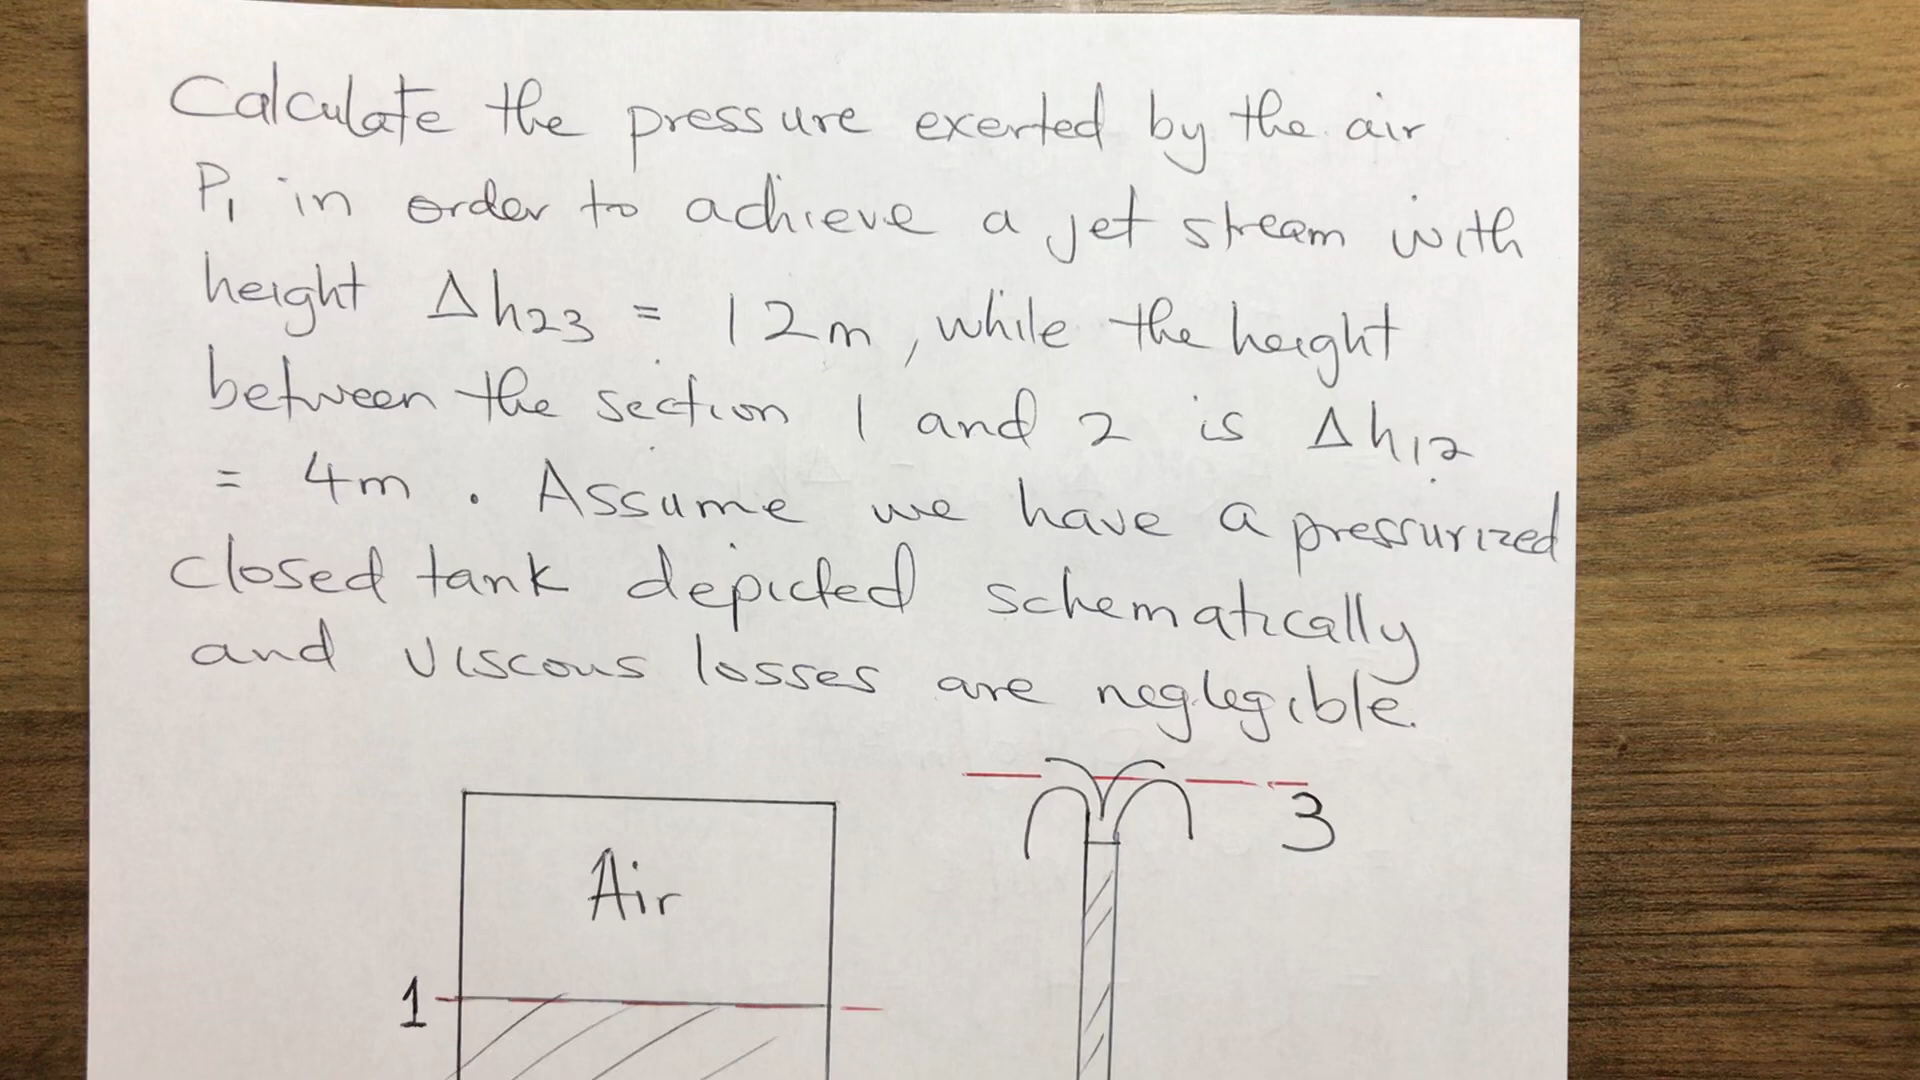 Calculate the pressure exerted by the air
P₁ in order to achieve a jet stream with
height Δh₂₃ = 12m, while the height
between the section 1 and 2 is Δh₁₂
= 4m. Assume we have a pressurized
closed tank depicted schematically
and viscous losses are neglegible.
3
Air
1